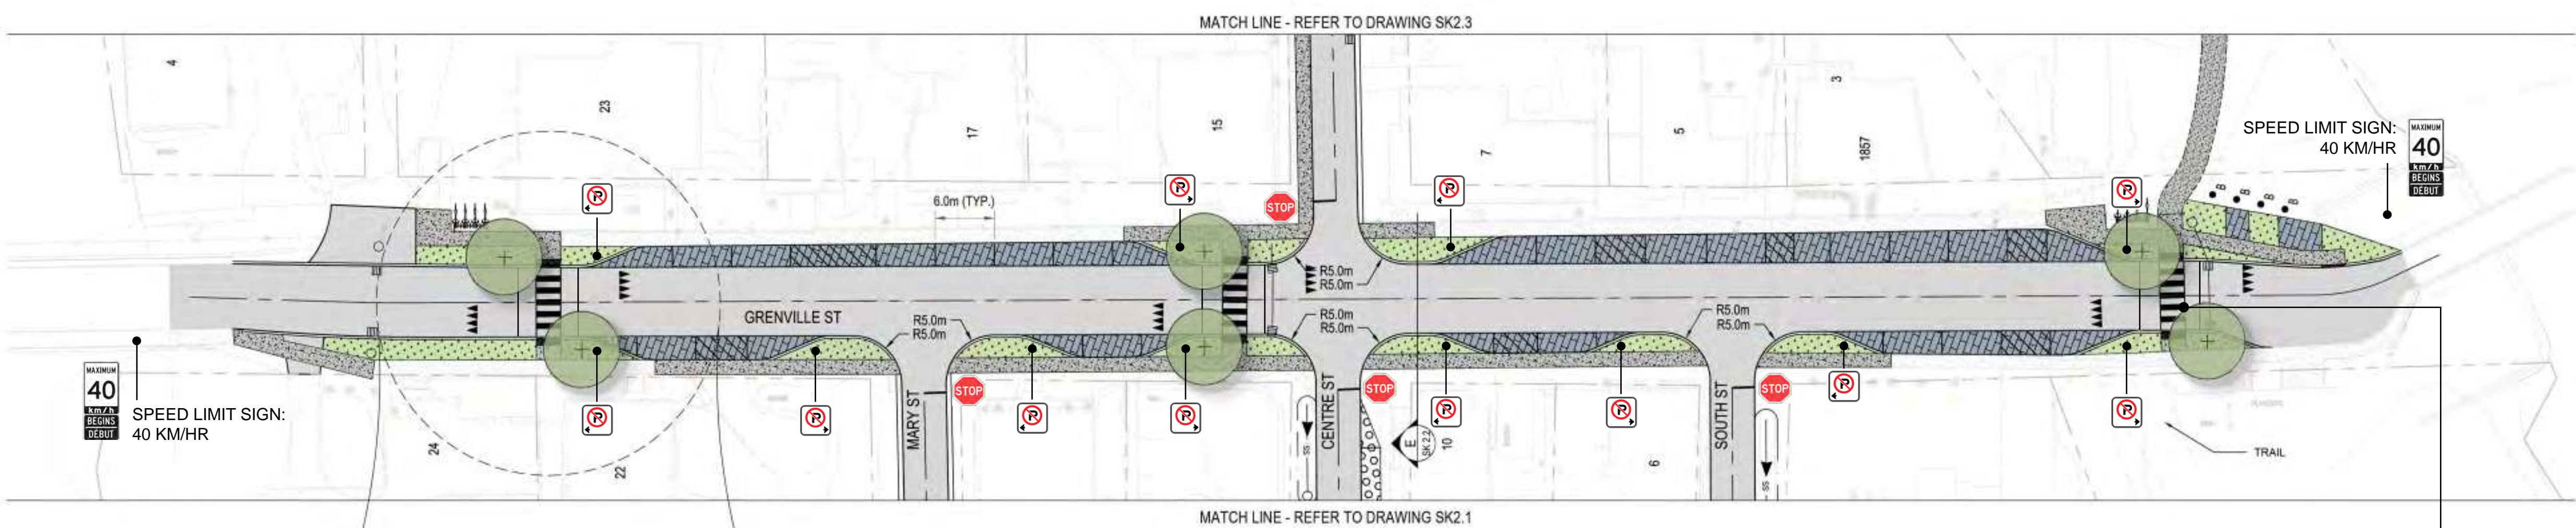 MATCH LINE - REFER TO DRAWING SK2.3
4
23
17
15
7
5
3
1857
SPEED LIMIT SIGN:
40 KM/HR
MAXIMUM
40
km/h
BEGINS
DÉBUT
6.0m (TYP.)
P
P
STOP
P
P
B
B
B
B
R5.0m
R5.0m
GRENVILLE ST
R5.0m
R5.0m
R5.0m
R5.0m
R5.0m
R5.0m
MAXIMUM
40
km/h
BEGINS
DÉBUT
SPEED LIMIT SIGN:
40 KM/HR
P
P
MARY ST
STOP
P
P
CENTRE ST
STOP
P
P
SOUTH ST
STOP
P
P
24
22
SS
E
SK 2.2
10
6
SS
TRAIL
MATCH LINE - REFER TO DRAWING SK2.1